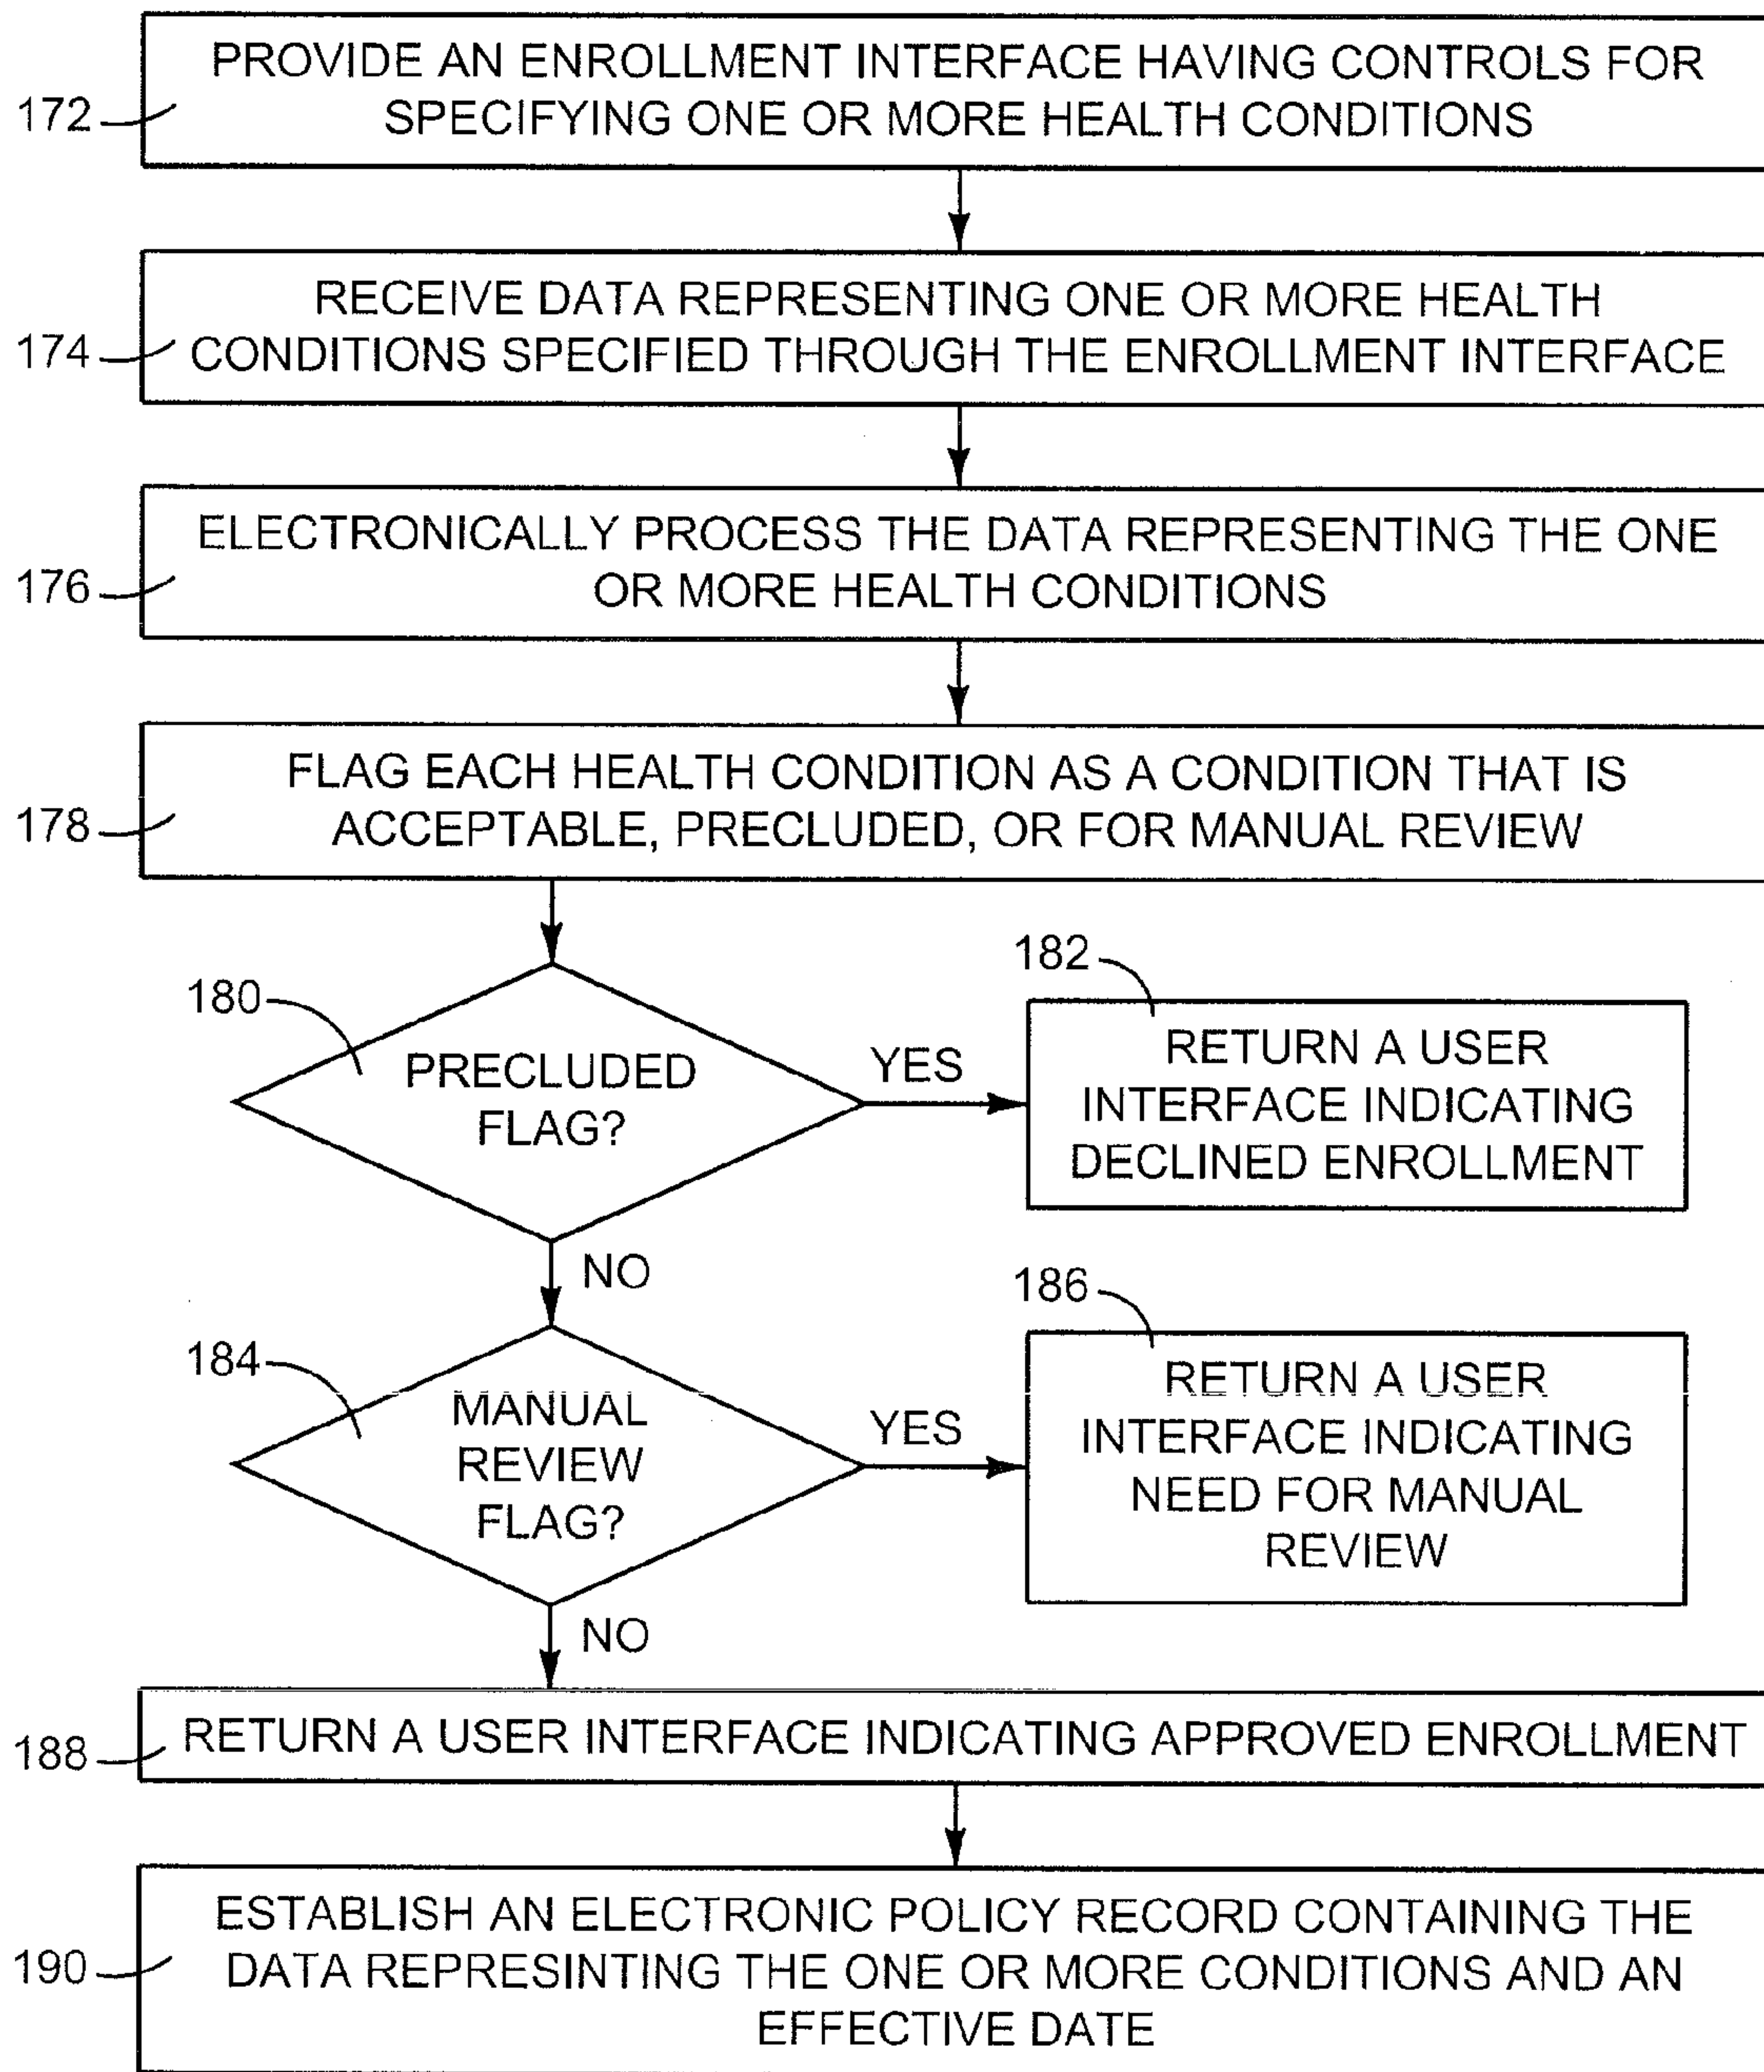 PROVIDE AN ENROLLMENT INTERFACE HAVING CONTROLS FOR
SPECIFYING ONE OR MORE HEALTH CONDITIONS
172
RECEIVE DATA REPRESENTING ONE OR MORE HEALTH
CONDITIONS SPECIFIED THROUGH THE ENROLLMENT INTERFACE
174
ELECTRONICALLY PROCESS THE DATA REPRESENTING THE ONE
OR MORE HEALTH CONDITIONS
176
FLAG EACH HEALTH CONDITION AS A CONDITION THAT IS
ACCEPTABLE, PRECLUDED, OR FOR MANUAL REVIEW
178
180
PRECLUDED
FLAG?
YES
182
RETURN A USER
INTERFACE INDICATING
DECLINED ENROLLMENT
NO
184
MANUAL
REVIEW
FLAG?
YES
186
RETURN A USER
INTERFACE INDICATING
NEED FOR MANUAL
REVIEW
NO
188
RETURN A USER INTERFACE INDICATING APPROVED ENROLLMENT
ESTABLISH AN ELECTRONIC POLICY RECORD CONTAINING THE
190
DATA REPRESINTING THE ONE OR MORE CONDITIONS AND AN
EFFECTIVE DATE